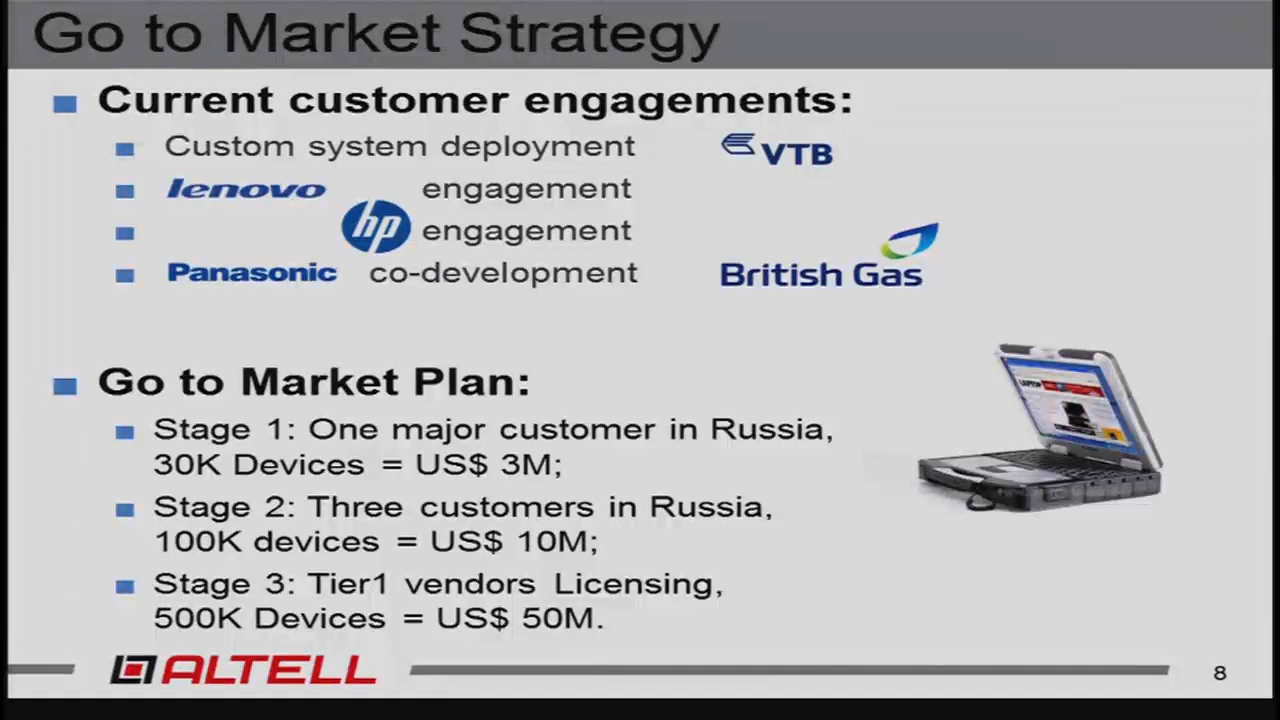 Go to Market Strategy
Current customer engagements:
Custom system deployment VTB
lenovo engagement
hp engagement
Panasonic co-development British Gas
Go to Market Plan:
Stage 1: One major customer in Russia,
30K Devices = US$ 3M;
Stage 2: Three customers in Russia,
100K devices = US$ 10M;
Stage 3: Tier1 vendors Licensing,
500K Devices = US$ 50M.
LAPTOP
ALTELL
8